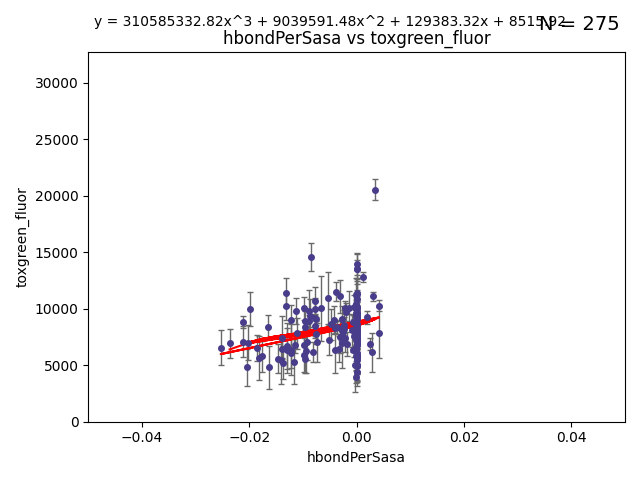 y = 310585332.82x^3 + 9039591.48x^2 + 129383.32x + 8515.92
N = 275
hbondPerSasa vs toxgreen_fluor
30000
25000
20000
15000
10000
5000
0
toxgreen_fluor
−0.04 −0.02 0.00 0.02 0.04
hbondPerSasa